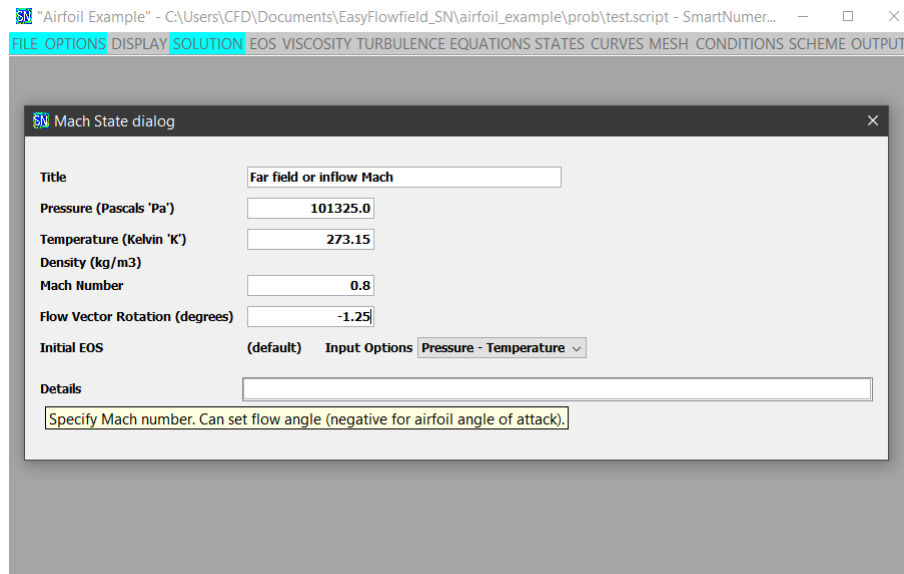 SN "Airfoil Example" - C:\Users\CFD\Documents\EasyFlowfield_SN\airfoil_example\prob\test.script - SmartNumer...
FILE OPTIONS DISPLAY SOLUTION EOS VISCOSITY TURBULENCE EQUATIONS STATES CURVES MESH CONDITIONS SCHEME OUTPUT
SN Mach State dialog
Title Far field or inflow Mach
Pressure (Pascals 'Pa') 101325.0
Temperature (Kelvin 'K') 273.15
Density (kg/m3)
Mach Number 0.8
Flow Vector Rotation (degrees) -1.25
Initial EOS (default) Input Options Pressure - Temperature
Details
Specify Mach number. Can set flow angle (negative for airfoil angle of attack).